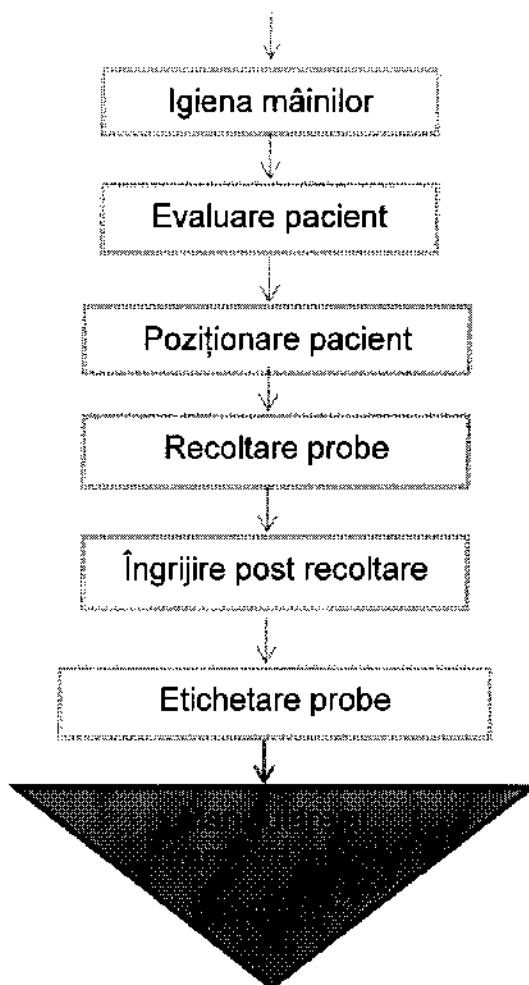 Igiena mâinilor
Evaluare pacient
Poziționare pacient
Recoltare probe
Îngrijire post recoltare
Etichetare probe